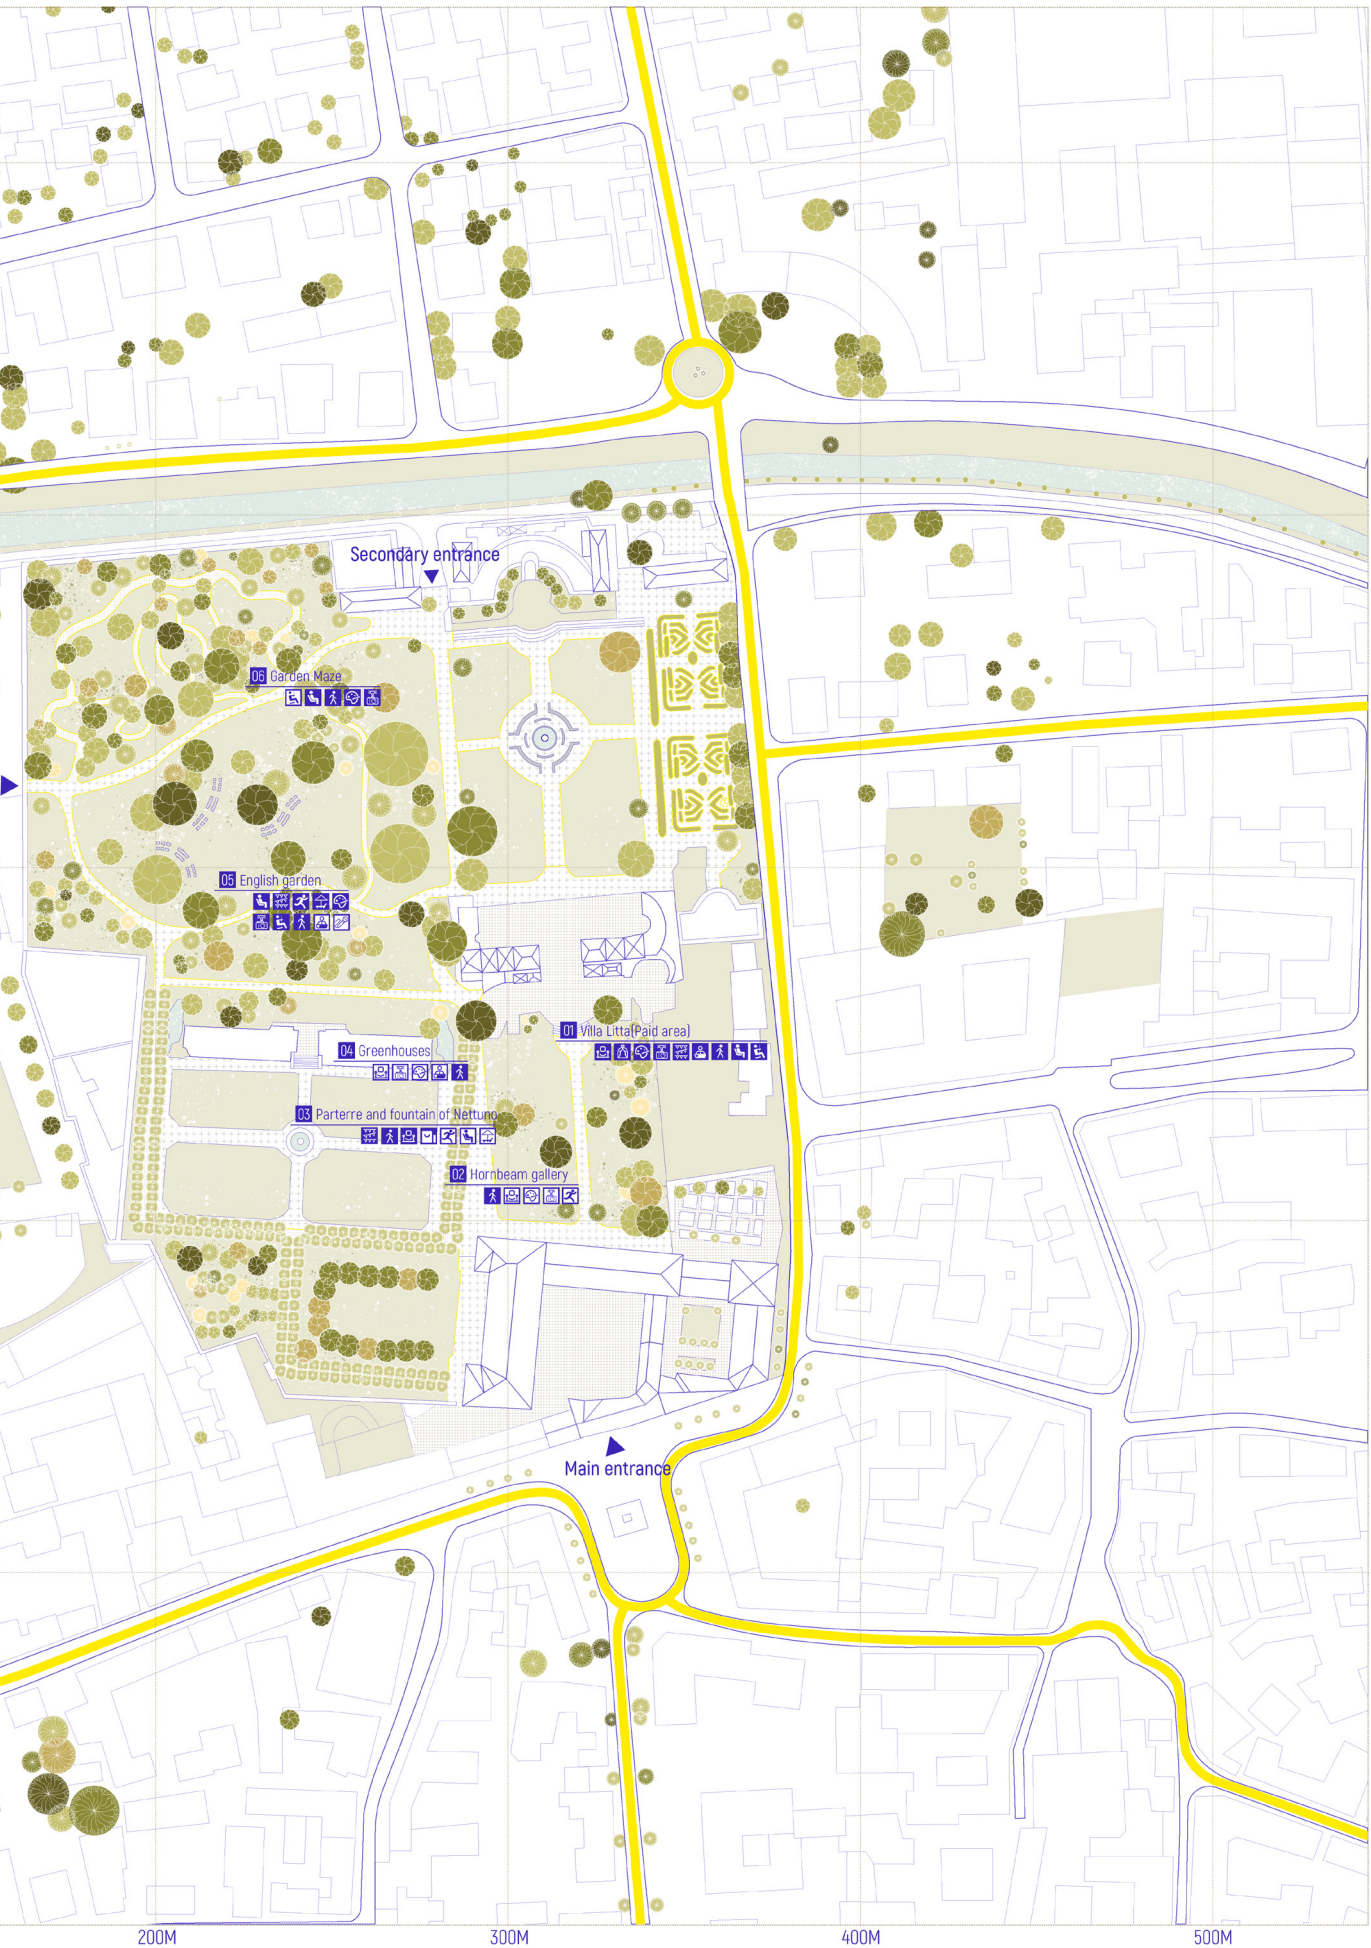 Secondary entrance
06 Garden Maze
05 English garden
01 Villa Litta(Paid area)
04 Greenhouses
03 Parterre and fountain of Nettuno
02 Hornbeam gallery
Main entrance
200M 300M 400M 500M